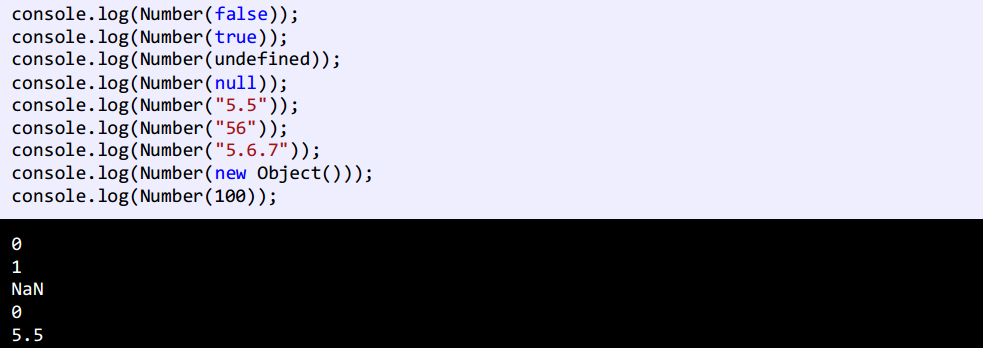 console.log(Number(false));
console.log(Number(true));
console.log(Number(undefined));
console.log(Number(null));
console.log(Number("5.5"));
console.log(Number("56"));
console.log(Number("5.6.7"));
console.log(Number(new Object()));
console.log(Number(100));
0
1
NaN
0
5.5